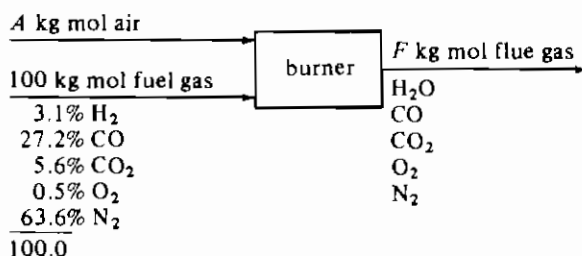 A kg mol air
100 kg mol fuel gas
3.1% H₂
27.2% CO
5.6% CO₂
0.5% O₂
63.6% N₂
100.0
burner
F kg mol flue gas
H₂O
CO
CO₂
O₂
N₂